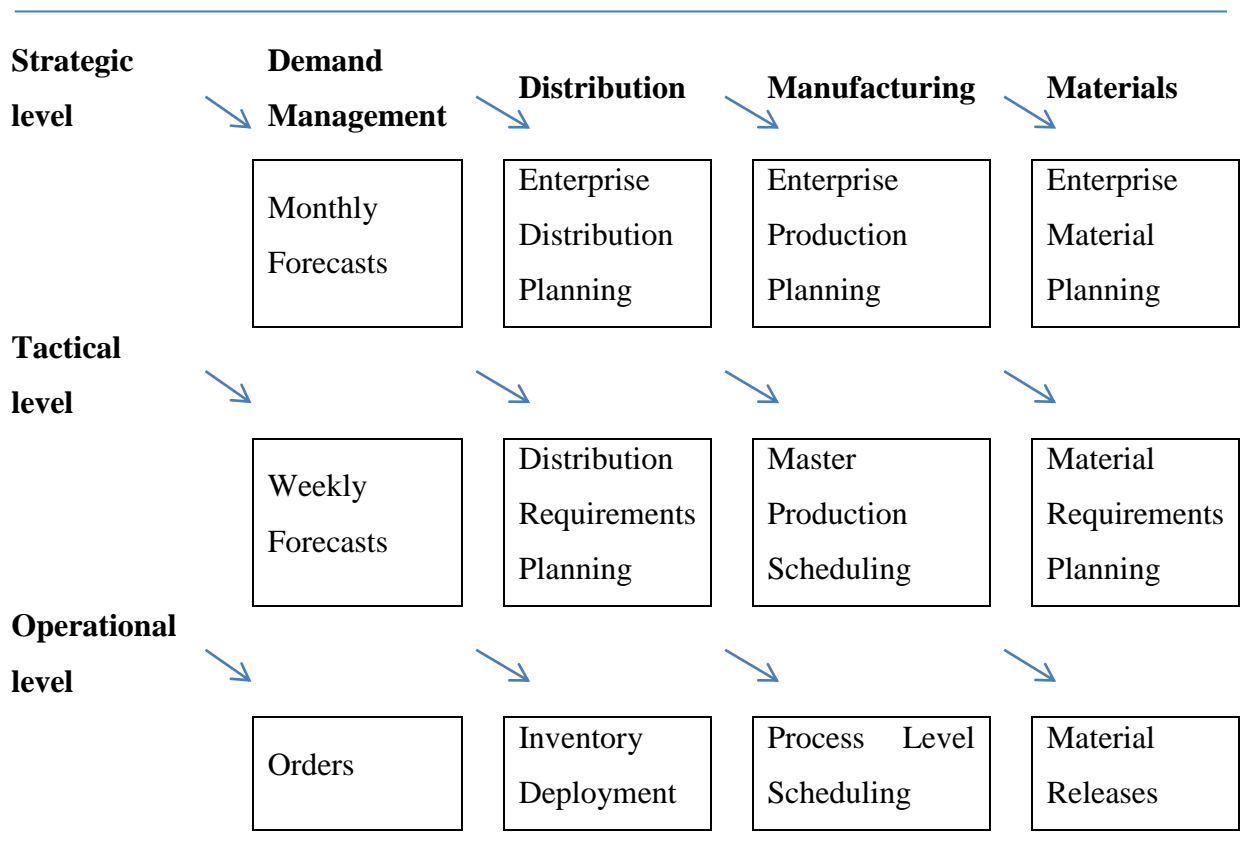 Strategic level
Demand Management
Distribution
Manufacturing
Materials
Monthly
Forecasts
Enterprise
Distribution
Planning
Enterprise
Production
Planning
Enterprise
Material
Planning
Tactical
level
Weekly
Forecasts
Distribution
Requirements
Planning
Master
Production
Scheduling
Material
Requirements
Planning
Operational
level
Orders
Inventory
Deployment
Process Level
Scheduling
Material
Releases